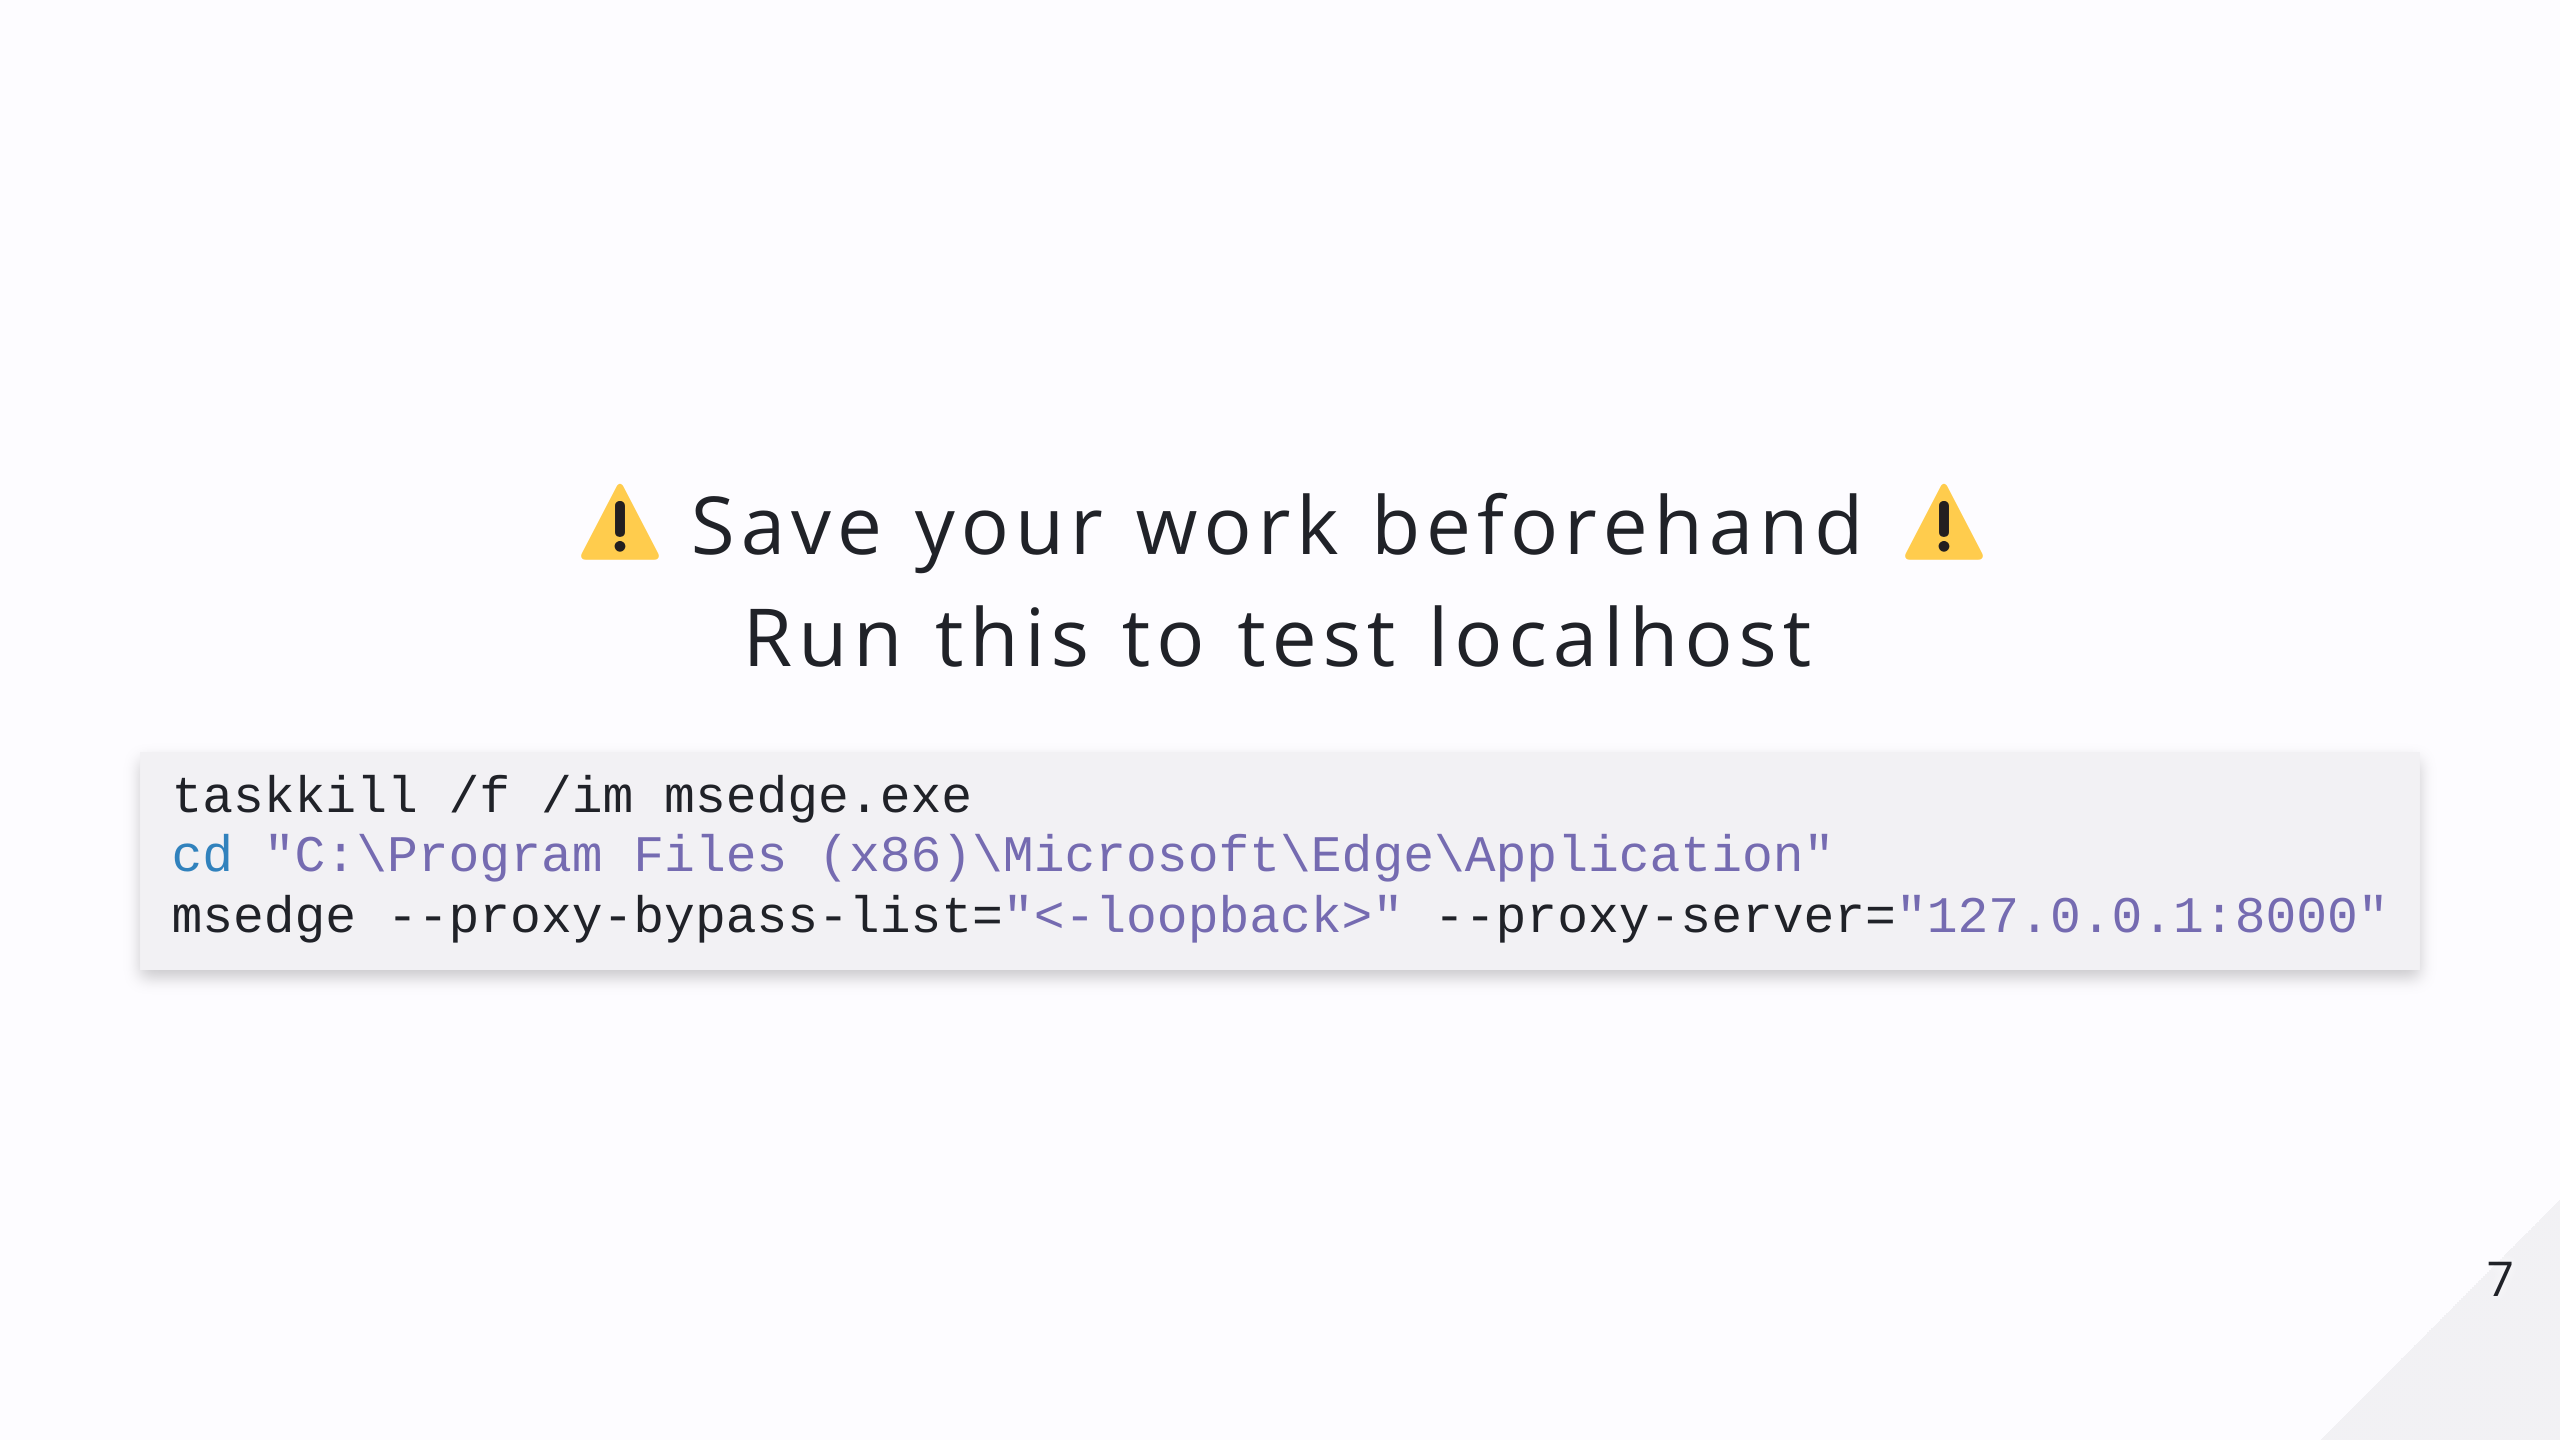 ⚠ Save your work beforehand ⚠
Run this to test localhost
taskkill /f /im msedge.exe
cd "C:\Program Files (x86)\Microsoft\Edge\Application"
msedge --proxy-bypass-list="<-loopback>" --proxy-server="127.0.0.1:8000"
7